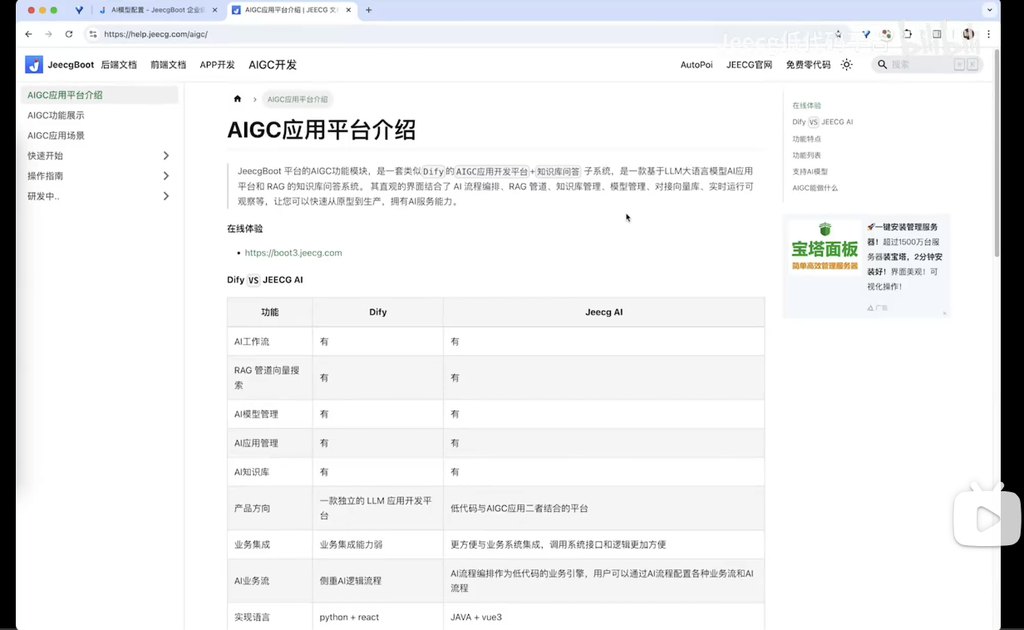 AI模型配置 - JeecgBoot 企业级
AIGC应用平台介绍 | JEECG 文
https://help.jeecg.com/aigc/
Jeecg低代码平台
bilibili
JeecgBoot 后端文档 前端文档 APP开发 AIGC开发
AutoPoi JEECG官网 免费零代码 搜索 K
AIGC应用平台介绍
AIGC功能展示
AIGC应用场景
快速开始
操作指南
研发中..
AIGC应用平台介绍
AIGC应用平台介绍
JeecgBoot 平台的AIGC功能模块，是一套类似Dify的AIGC应用开发平台+知识库问答 子系统，是一款基于LLM大语言模型AI应用
平台和 RAG 的知识库问答系统。 其直观的界面结合了 AI 流程编排、RAG 管道、知识库管理、模型管理、对接向量库、实时运行可
观察等，让您可以快速从原型到生产，拥有AI服务能力。
在线体验
• https://boot3.jeecg.com
Dify VS JEECG AI
功能 Dify Jeecg AI
AI工作流 有 有
RAG 管道向量搜
索 有 有
AI模型管理 有 有
AI应用管理 有 有
AI知识库 有 有
产品方向 一款独立的 LLM 应用开发平
台 低代码与AIGC应用二者结合的平台
业务集成 业务集成能力弱 更方便与业务系统集成，调用系统接口和逻辑更加方便
AI业务流 侧重AI逻辑流程 AI流程编排作为低代码的业务引擎，用户可以通过AI流程配置各种业务流和AI
流程
实现语言 python + react JAVA + vue3
在线体验
Dify VS JEECG AI
功能特点
功能列表
支持AI模型
AIGC能做什么
宝塔面板
简单高效管理服务器
🚀一键安装管理服务
器！超过1500万台服
务器装宝塔，2分钟安
装好！界面美观！可
视化操作！
广告